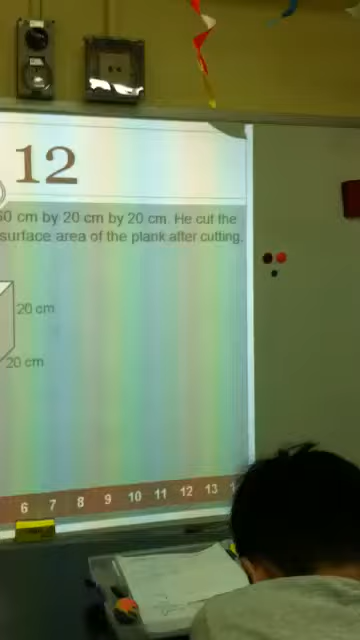 12
60 cm by 20 cm by 20 cm. He cut the
surface area of the plank after cutting.
20 cm
20 cm
6 7 8 9 10 11 12 13